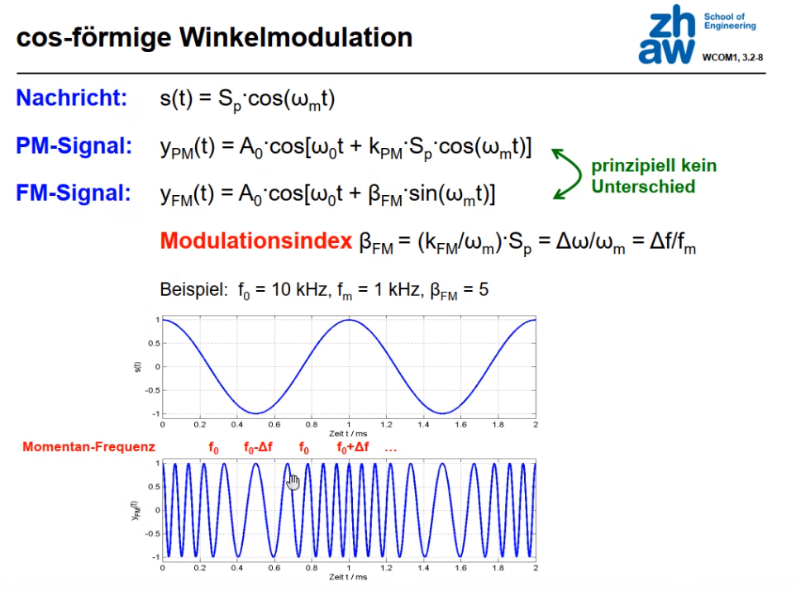 cos-förmige Winkelmodulation
zh
aw
School of
Engineering
WCOM1, 3.2-8
Nachricht: s(t) = Sp·cos(ωmt)
PM-Signal: yPM(t) = A0·cos[ω0t + kPM·Sp·cos(ωmt)]
FM-Signal: yFM(t) = A0·cos[ω0t + βFM·sin(ωmt)]
prinzipiell kein
Unterschied
Modulationsindex βFM = (kFM/ωm)·Sp = Δω/ωm = Δf/fm
Beispiel: f0 = 10 kHz, fm = 1 kHz, βFM = 5
s(t)
1
0.5
0
-0.5
-1
0 0.2 0.4 0.6 0.8 1 1.2 1.4 1.6 1.8 2
Zeit t / ms
Momentan-Frequenz f0 f0-Δf f0 f0+Δf ...
yFM(t)
1
0.5
0
-0.5
-1
0 0.2 0.4 0.6 0.8 1 1.2 1.4 1.6 1.8 2
Zeit t / ms